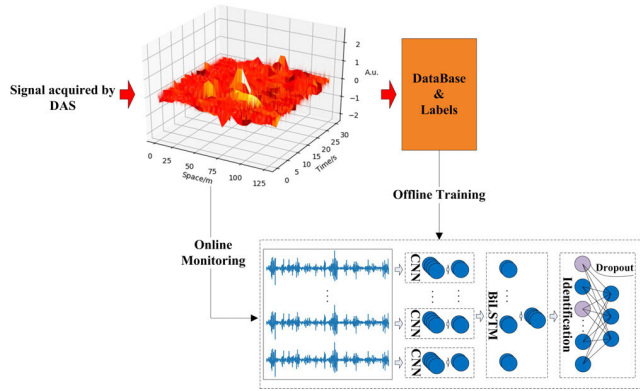 Signal acquired by
DAS
2
1
0
−1
−2
A.u.
0
25
50
75
100
125
Space/m
0
5
10
15
20
25
30
Time/s
DataBase
&
Labels
Offline Training
Online
Monitoring
CNN
CNN
CNN
BiLSTM
Identification
Dropout